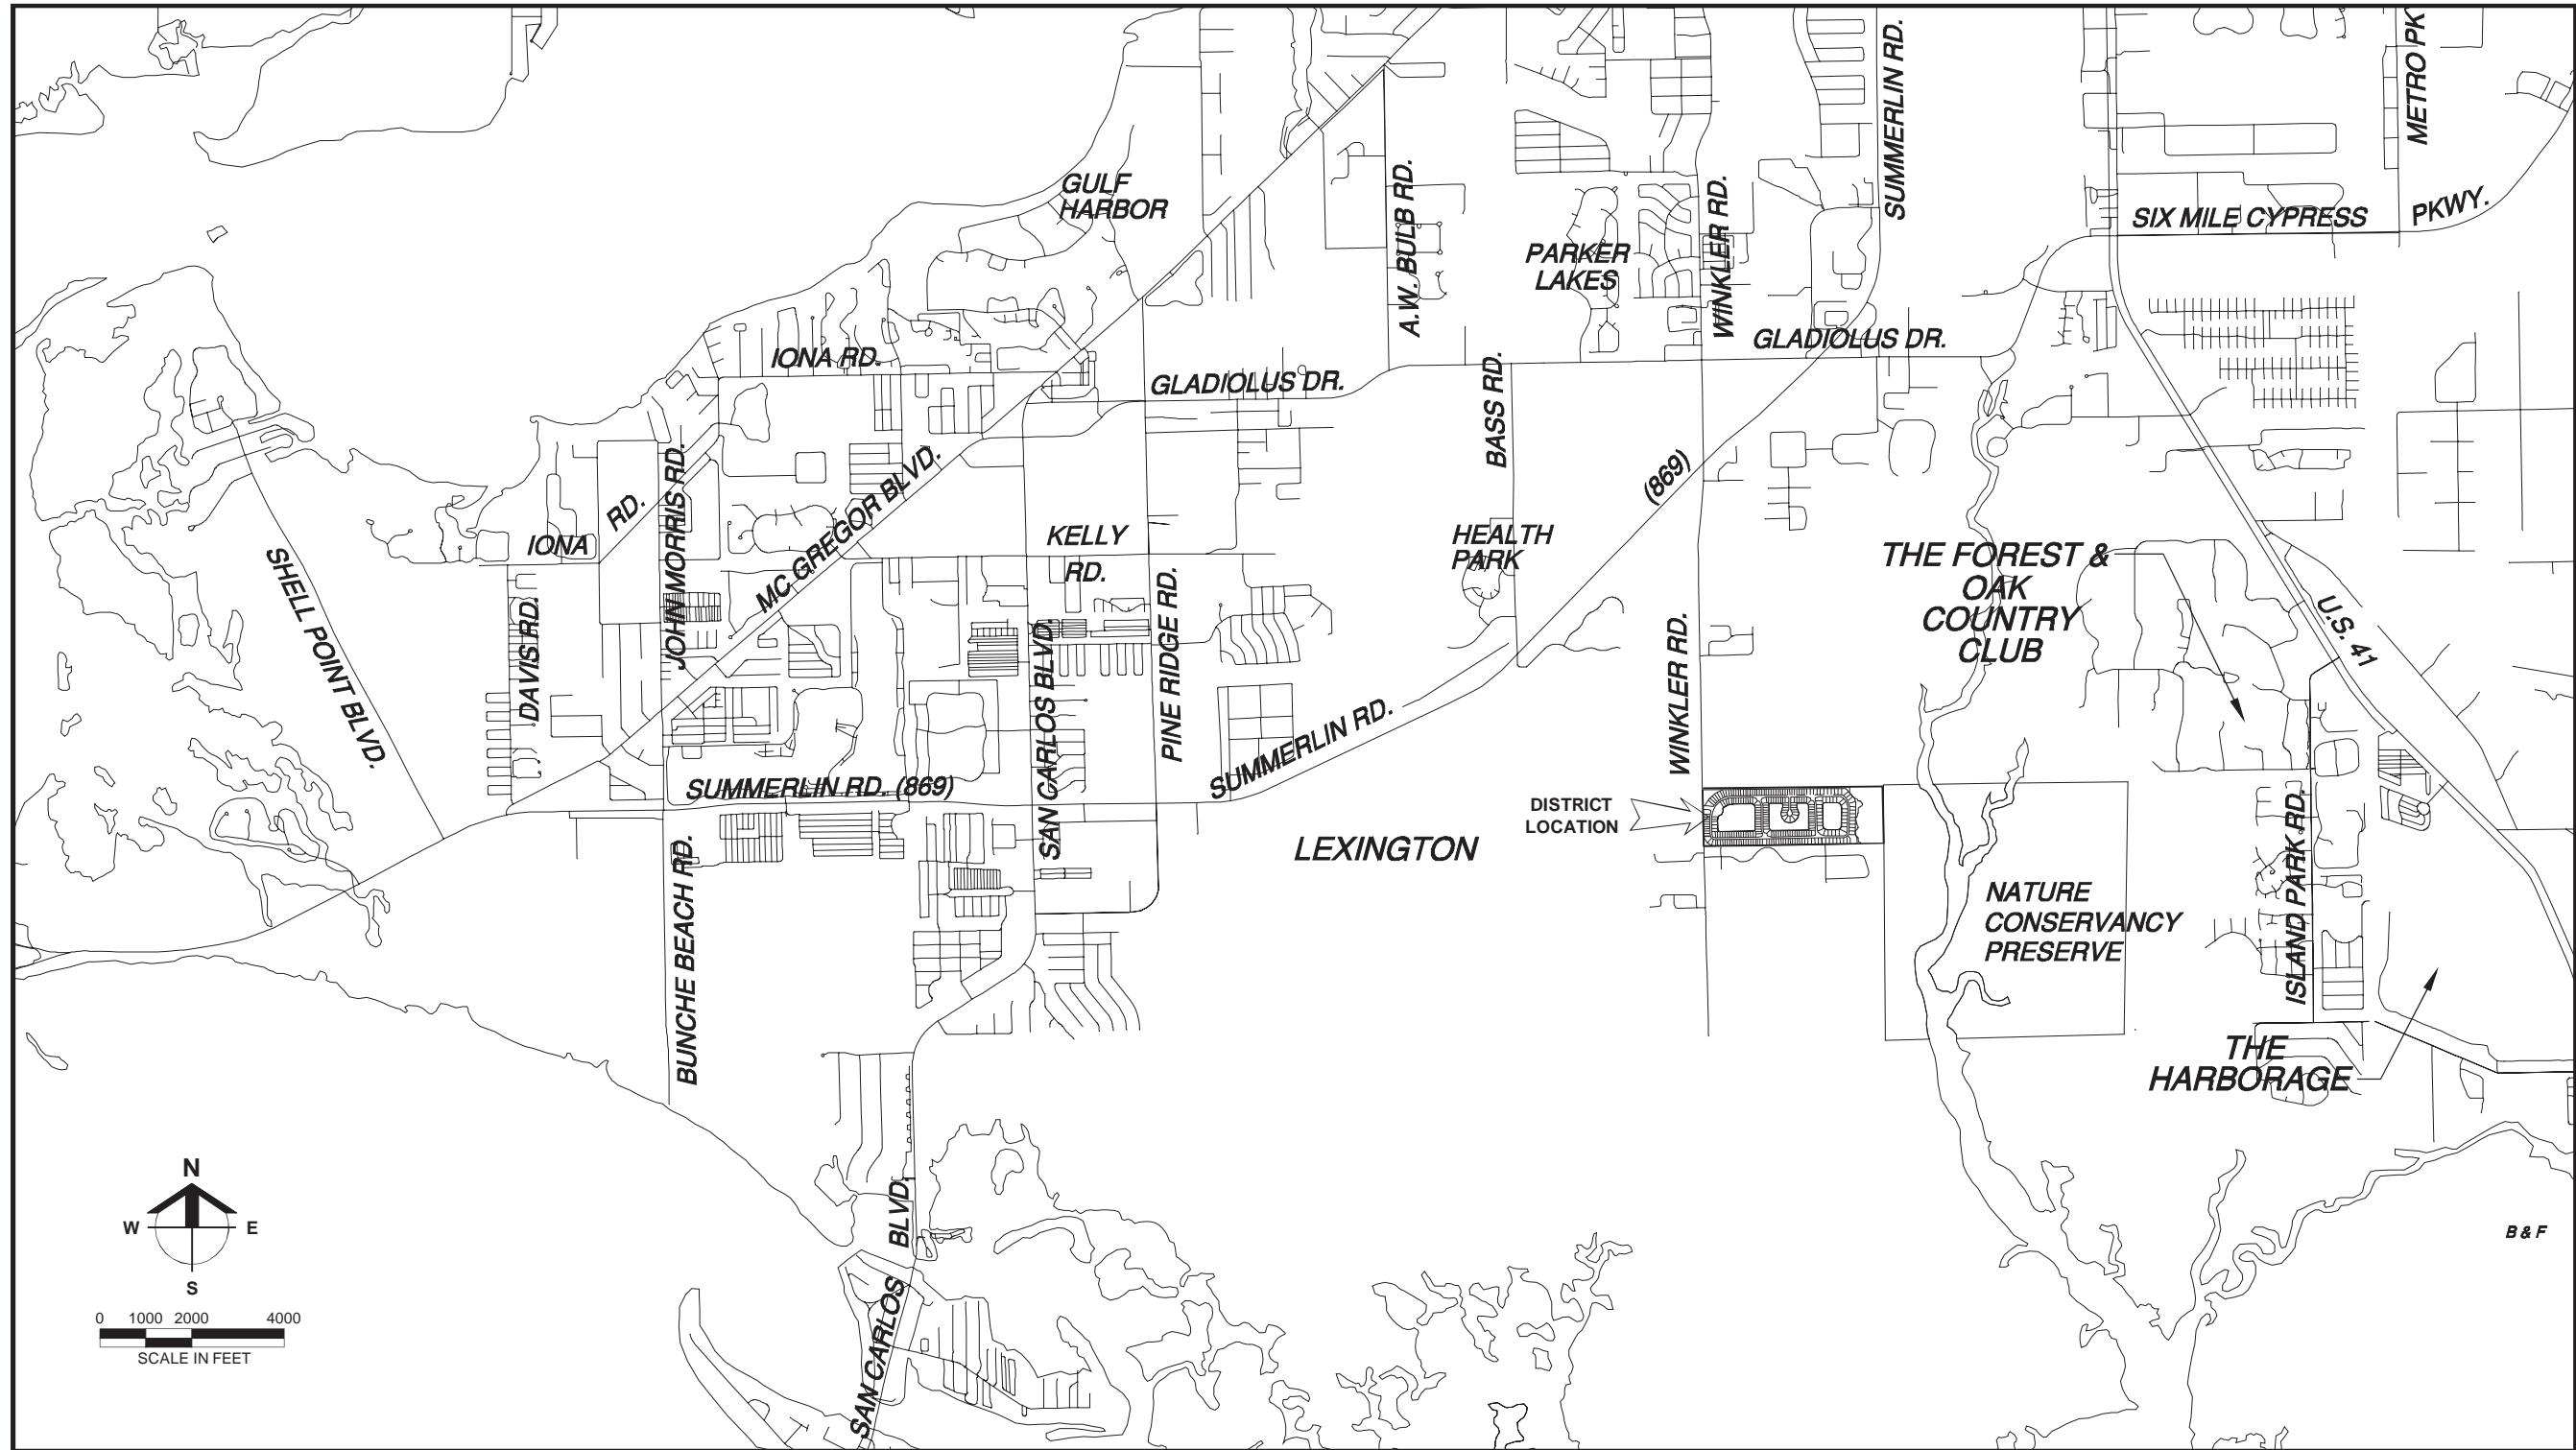 METRO PK
SUMMERLIN RD.
GULF
HARBOR
A.W. BULB RD.
WINKLER RD.
SIX MILE CYPRESS
PKWY.
PARKER
LAKES
GLADIOLUS DR.
IONA RD.
GLADIOLUS DR.
BASS RD.
JOHN MORRIS RD.
MC GREGOR BLVD.
(869)
RD.
IONA
KELLY
RD.
HEALTH
PARK
THE FOREST &
OAK
COUNTRY
CLUB
SHELL POINT BLVD.
DAVIS RD.
SAN CARLOS BLVD.
PINE RIDGE RD.
WINKLER RD.
U.S. 41
SUMMERLIN RD.
SUMMERLIN RD. (869)
DISTRICT
LOCATION
LEXINGTON
BUNCHE BEACH RD.
ISLAND PARK RD.
NATURE
CONSERVANCY
PRESERVE
THE
HARBORAGE
N
W
E
S
BLVD.
SAN CARLOS
B & F
0 1000 2000 4000
SCALE IN FEET